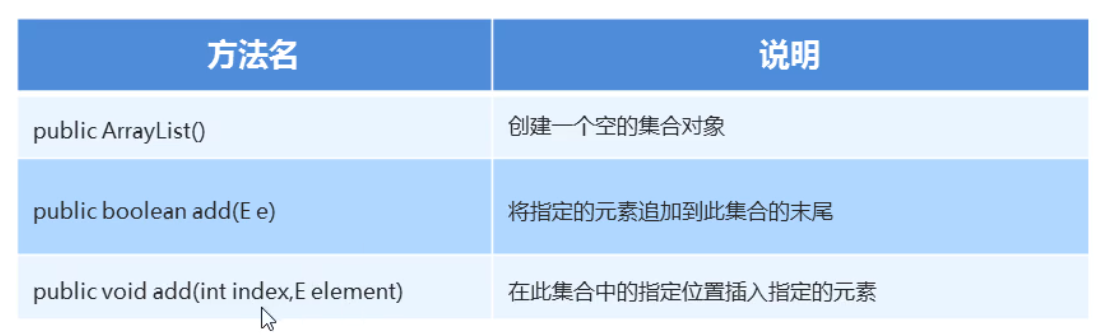 方法名 说明
public ArrayList() 创建一个空的集合对象
public boolean add(E e) 将指定的元素追加到此集合的末尾
public void add(int index,E element) 在此集合中的指定位置插入指定的元素